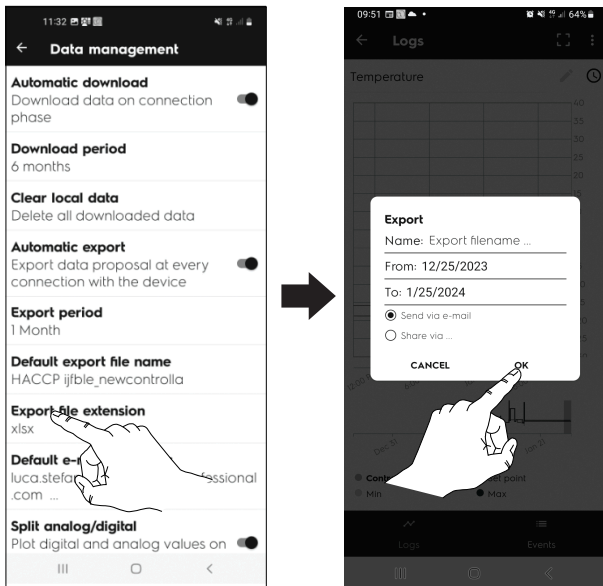 11:32
Data management
Automatic download
Download data on connection
phase
Download period
6 months
Clear local data
Delete all downloaded data
Automatic export
Export data proposal at every
connection with the device
Export period
1 Month
Default export file name
HACCP ijfble_newcontrolla
Export file extension
xlsx
Default e-
luca.stefa
.com ...
Split analog/digital
Plot digital and analog values on
09:51
64%
Logs
Temperature
40
35
30
25
20
15
Export
Name: Export filename ...
From: 12/25/2023
To: 1/25/2024
Send via e-mail
Share via ...
CANCEL
OK
Dec 31
Jan 21
Min
Max
Logs
Events